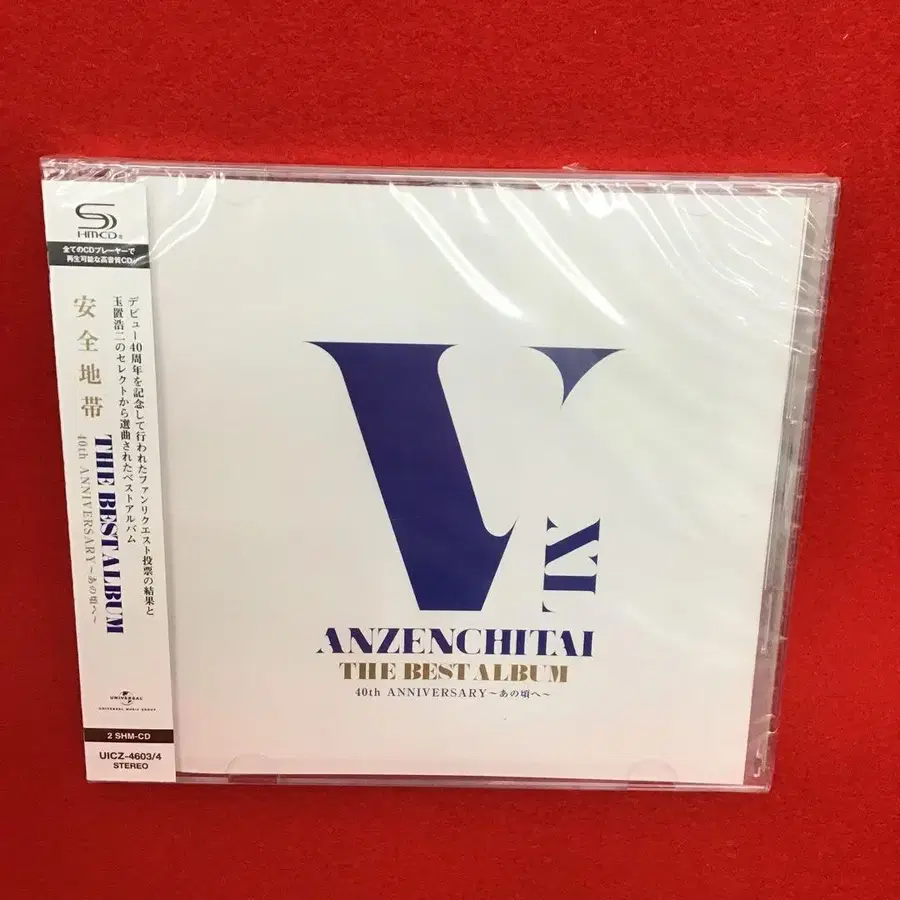 SHM-CD®
全てのCDプレーヤーで
再生可能な高音質CD。
デビュー40周年を記念して行われたファンリクエスト投票の結果と
玉置浩二のセレクトから選曲されたベストアルバム
安全地帯
THE BEST ALBUM
40th ANNIVERSARY～あの頃へ～
UNIVERSAL
UNIVERSAL MUSIC GROUP
2 SHM-CD
UICZ-4603/4
STEREO
V
XL
ANZENCHITAI
THE BEST ALBUM
40th ANNIVERSARY～あの頃へ～